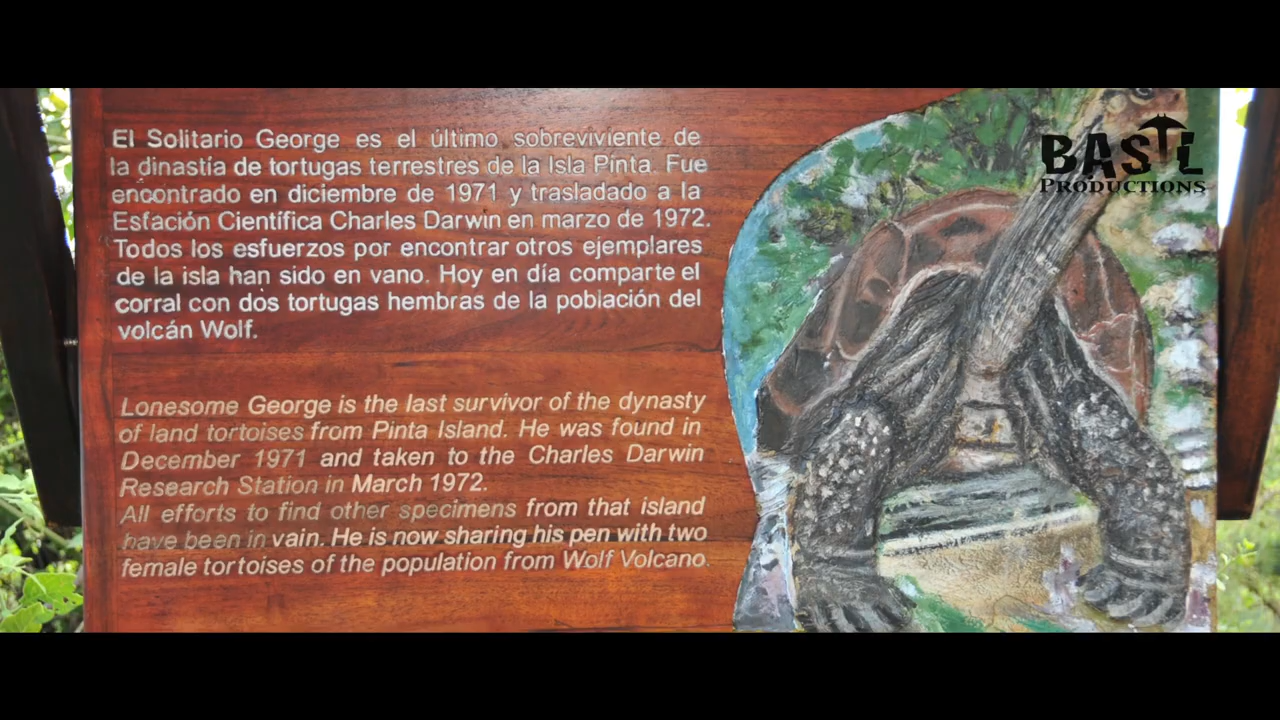 El Solitario George es el último sobreviviente de
la dinastía de tortugas terrestres de la Isla Pinta. Fue
encontrado en diciembre de 1971 y trasladado a la
Estación Científica Charles Darwin en marzo de 1972.
Todos los esfuerzos por encontrar otros ejemplares
de la isla han sido en vano. Hoy en día comparte el
corral con dos tortugas hembras de la población del
volcán Wolf.
Lonesome George is the last survivor of the dynasty
of land tortoises from Pinta Island. He was found in
December 1971 and taken to the Charles Darwin
Research Station in March 1972.
All efforts to find other specimens from that island
have been in vain. He is now sharing his pen with two
female tortoises of the population from Wolf Volcano.
BASTL
PRODUCTIONS